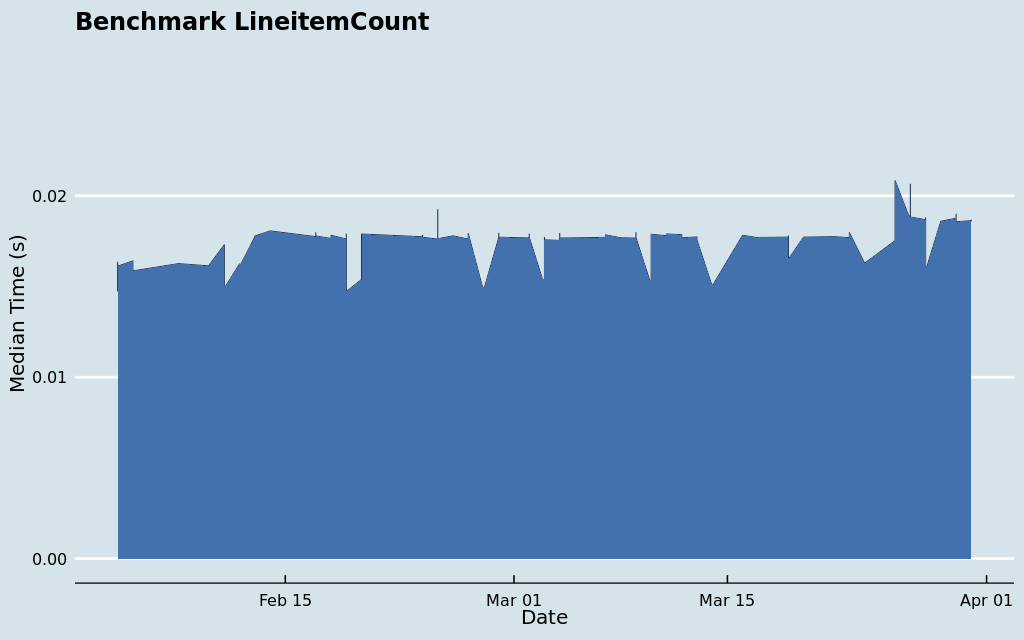 Benchmark LineitemCount
Median Time (s)
0.02
0.01
0.00
Feb 15
Mar 01
Mar 15
Apr 01
Date